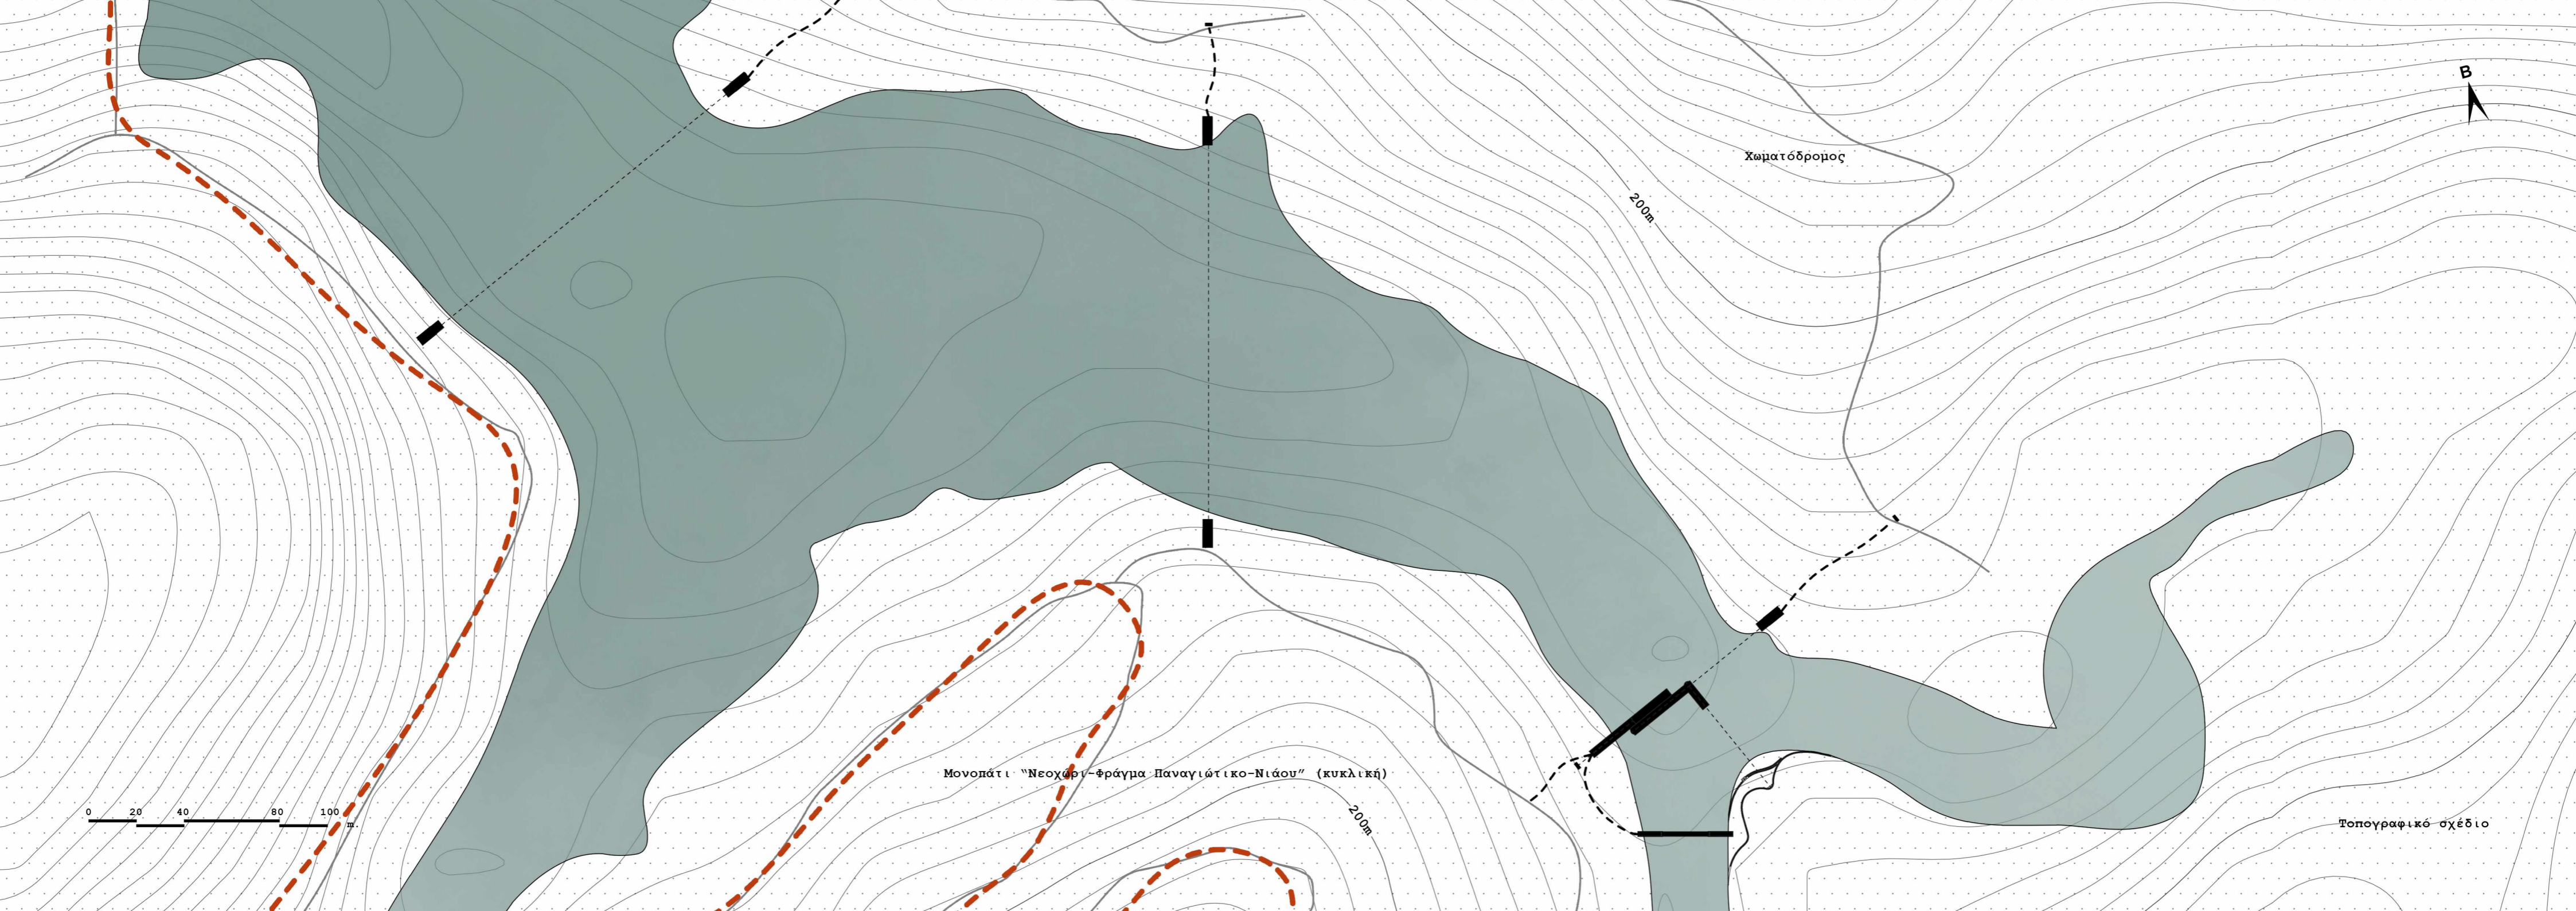 Β
Χωματόδρομος
200m
Μονοπάτι “Νεοχώρι-Φράγμα Παναγιώτικο-Νιάου” (κυκλική)
200m
0 20 40 80 100 m.
Τοπογραφικό σχέδιο